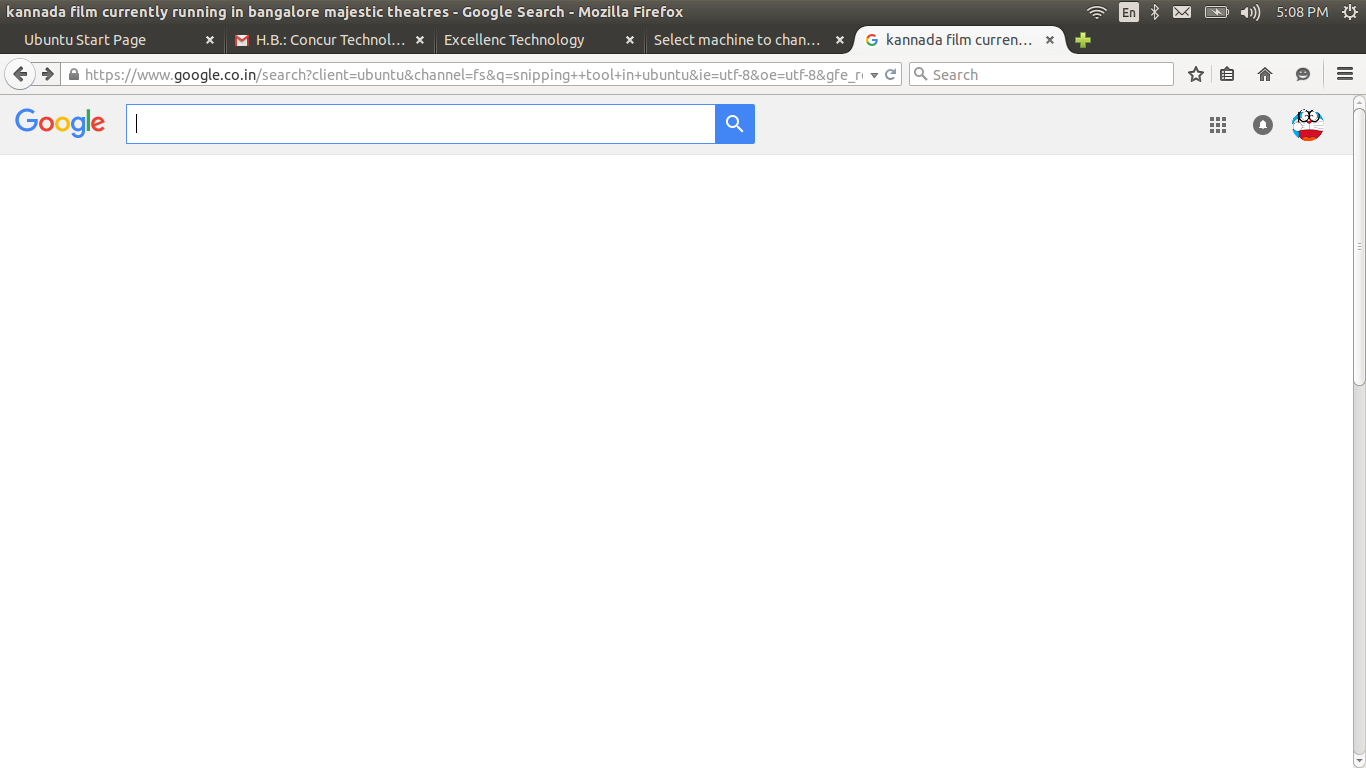 kannada film currently running in bangalore majestic theatres - Google Search - Mozilla Firefox En 5:08 PM
Ubuntu Start Page H.B.: Concur Technol... Excellenc Technology Select machine to chan... kannada film curren...
https://www.google.co.in/search?client=ubuntu&channel=fs&q=snipping++tool+in+ubuntu&ie=utf-8&oe=utf-8&gfe_r Search
Google